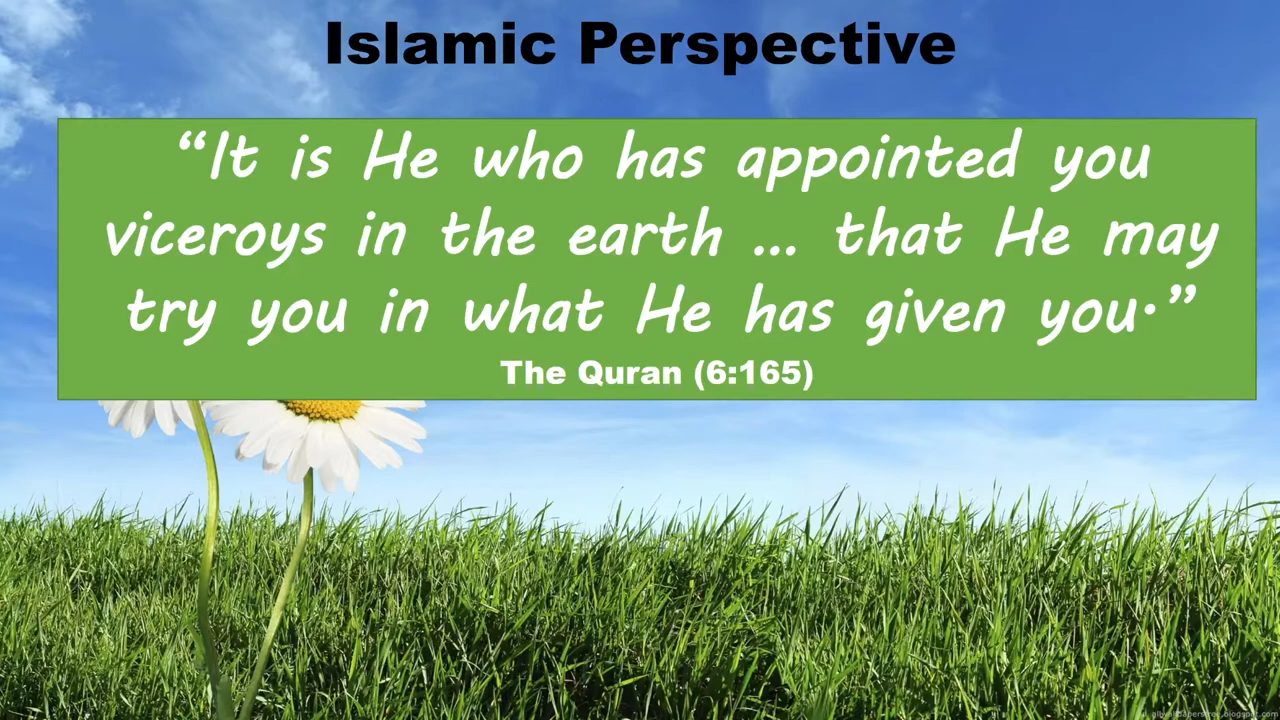 Islamic Perspective
“It is He who has appointed you
viceroys in the earth ... that He may
try you in what He has given you.”
The Quran (6:165)